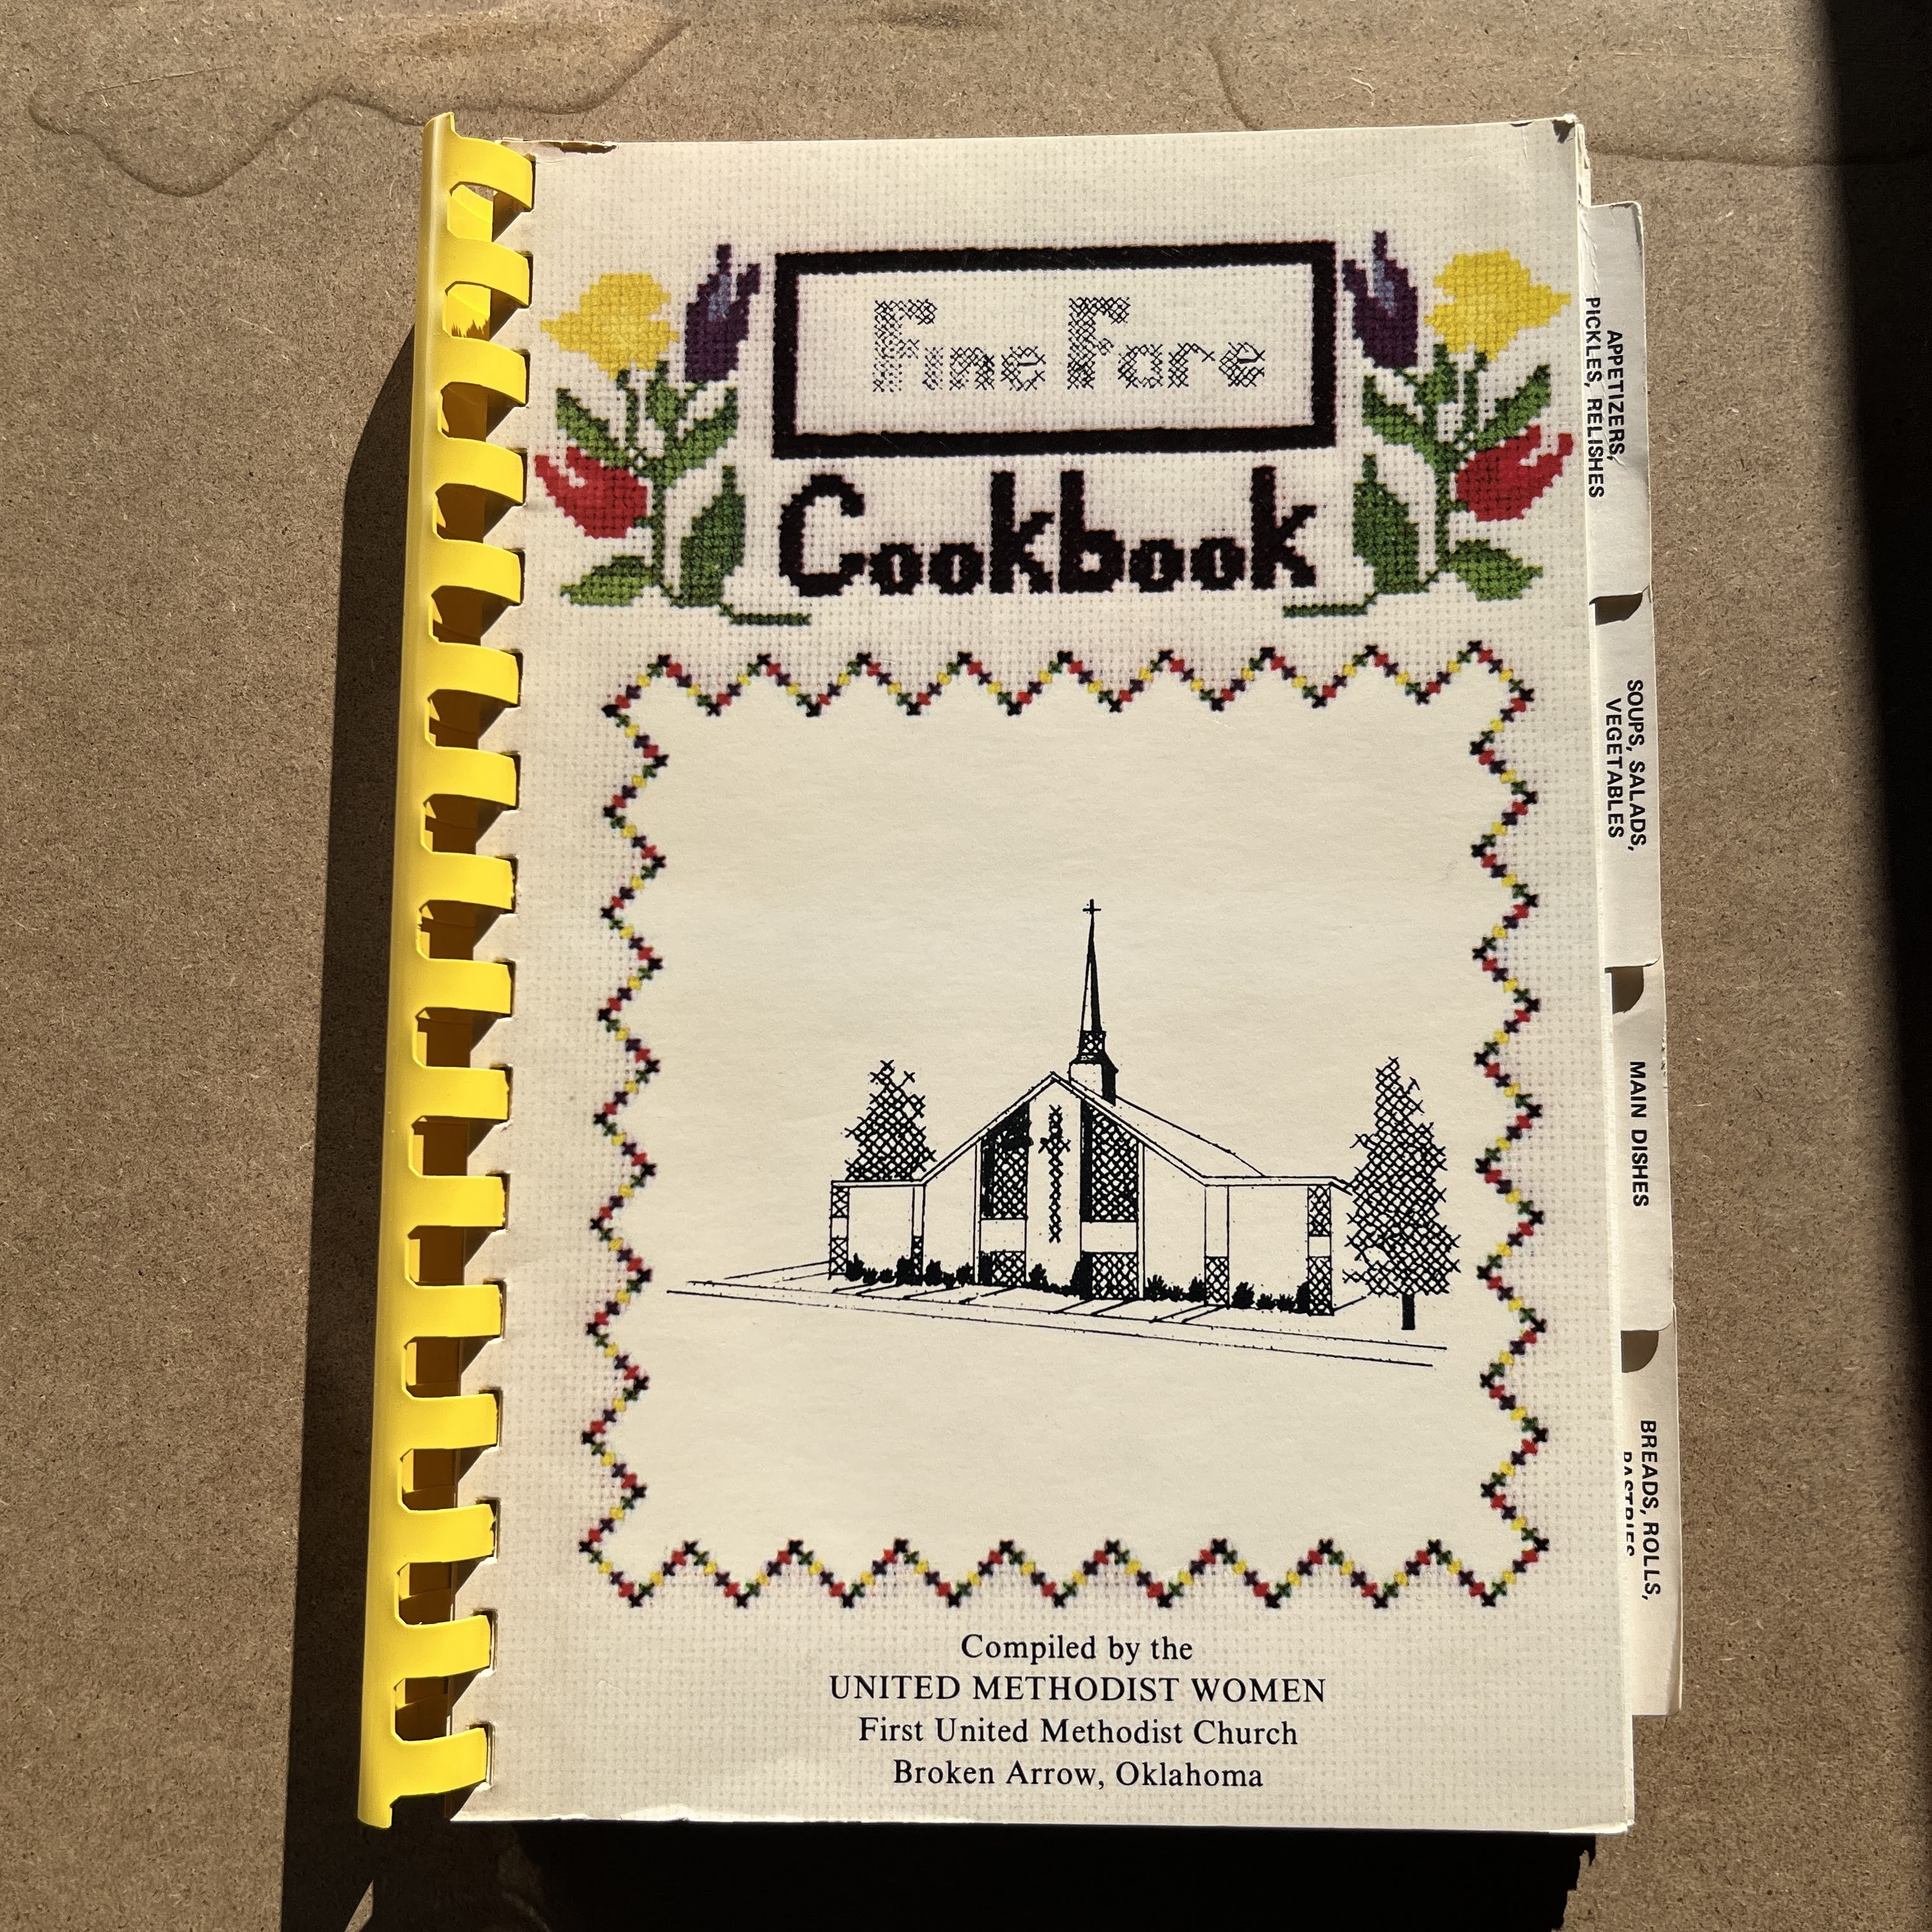 Fine Fare
Cookbook
Compiled by the
UNITED METHODIST WOMEN
First United Methodist Church
Broken Arrow, Oklahoma
APPETIZERS,
PICKLES, RELISHES
SOUPS, SALADS,
VEGETABLES
MAIN DISHES
BREADS, ROLLS,
PASTRIES